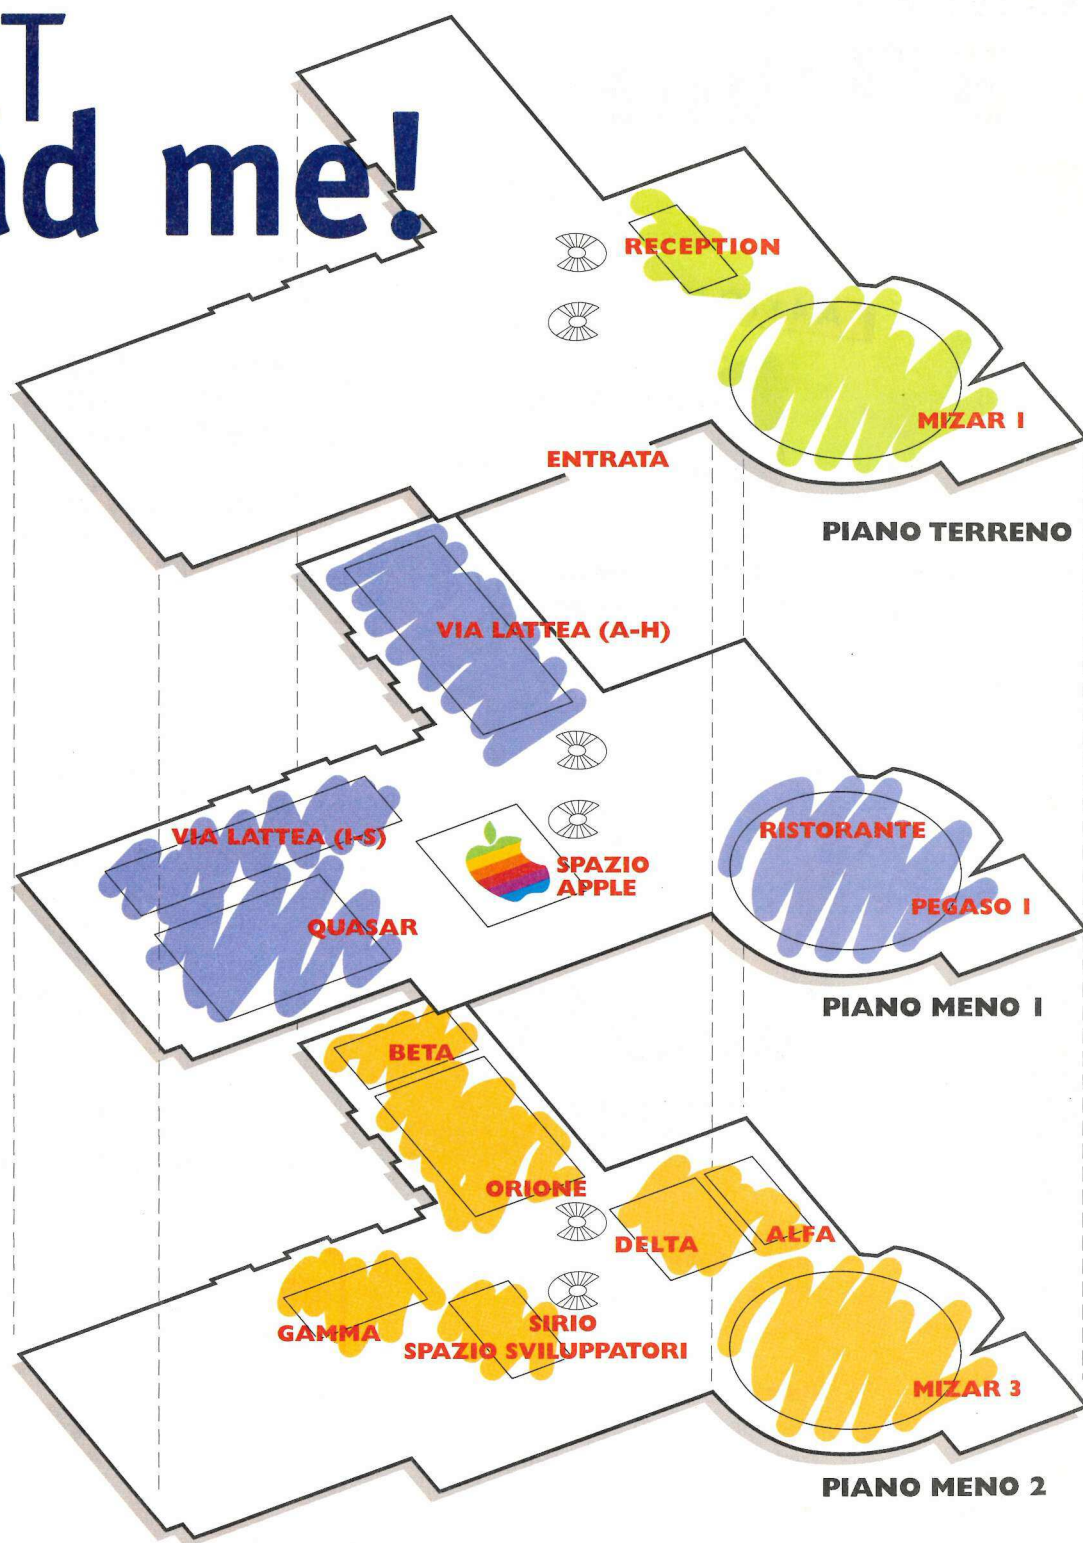 T
ad me!
RECEPTION
MIZAR 1
ENTRATA
PIANO TERRENO
VIA LATTEA (A-H)
VIA LATTEA (I-S)
RISTORANTE
SPAZIO
APPLE
PEGASO 1
QUASAR
PIANO MENO 1
BETA
ORIONE
DELTA
ALFA
GAMMA
SIRIO
SPAZIO SVILUPPATORI
MIZAR 3
PIANO MENO 2